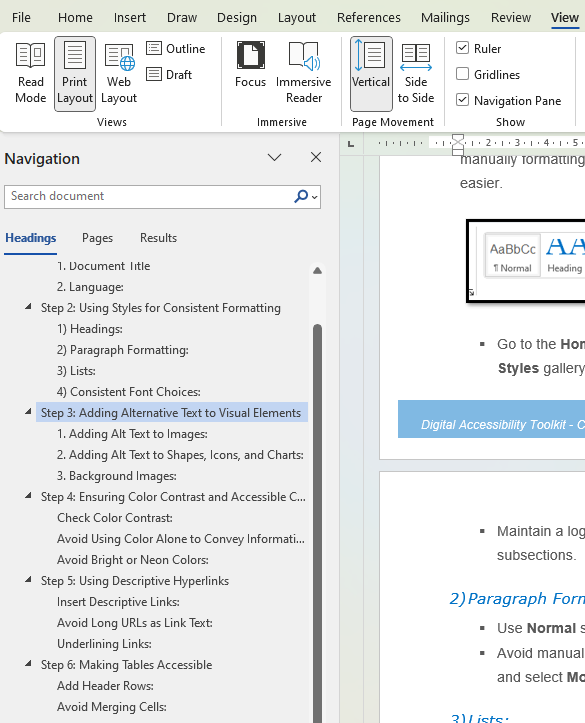 File Home Insert Draw Design Layout References Mailings Review View
Read Mode
Print Layout
Web Layout
Outline
Draft
Views
Focus
Immersive Reader
Immersive
Vertical
Side to Side
Page Movement
Ruler
Gridlines
Navigation Pane
Show
Navigation
Search document
Headings Pages Results
1. Document Title
2. Language:
Step 2: Using Styles for Consistent Formatting
1) Headings:
2) Paragraph Formatting:
3) Lists:
4) Consistent Font Choices:
Step 3: Adding Alternative Text to Visual Elements
1. Adding Alt Text to Images:
2. Adding Alt Text to Shapes, Icons, and Charts:
3. Background Images:
Step 4: Ensuring Color Contrast and Accessible C...
Check Color Contrast:
Avoid Using Color Alone to Convey Informati...
Avoid Bright or Neon Colors:
Step 5: Using Descriptive Hyperlinks
Insert Descriptive Links:
Avoid Long URLs as Link Text:
Underlining Links:
Step 6: Making Tables Accessible
Add Header Rows:
Avoid Merging Cells:
L
1 2 3 4 5
manually formatting
easier.
AaBbCc AA
¶ Normal Heading
▪ Go to the Hom
Styles gallery
Digital Accessibility Toolkit - C
▪ Maintain a log
subsections.
2) Paragraph Form
▪ Use Normal s
▪ Avoid manual
and select Mo
3) Lists: